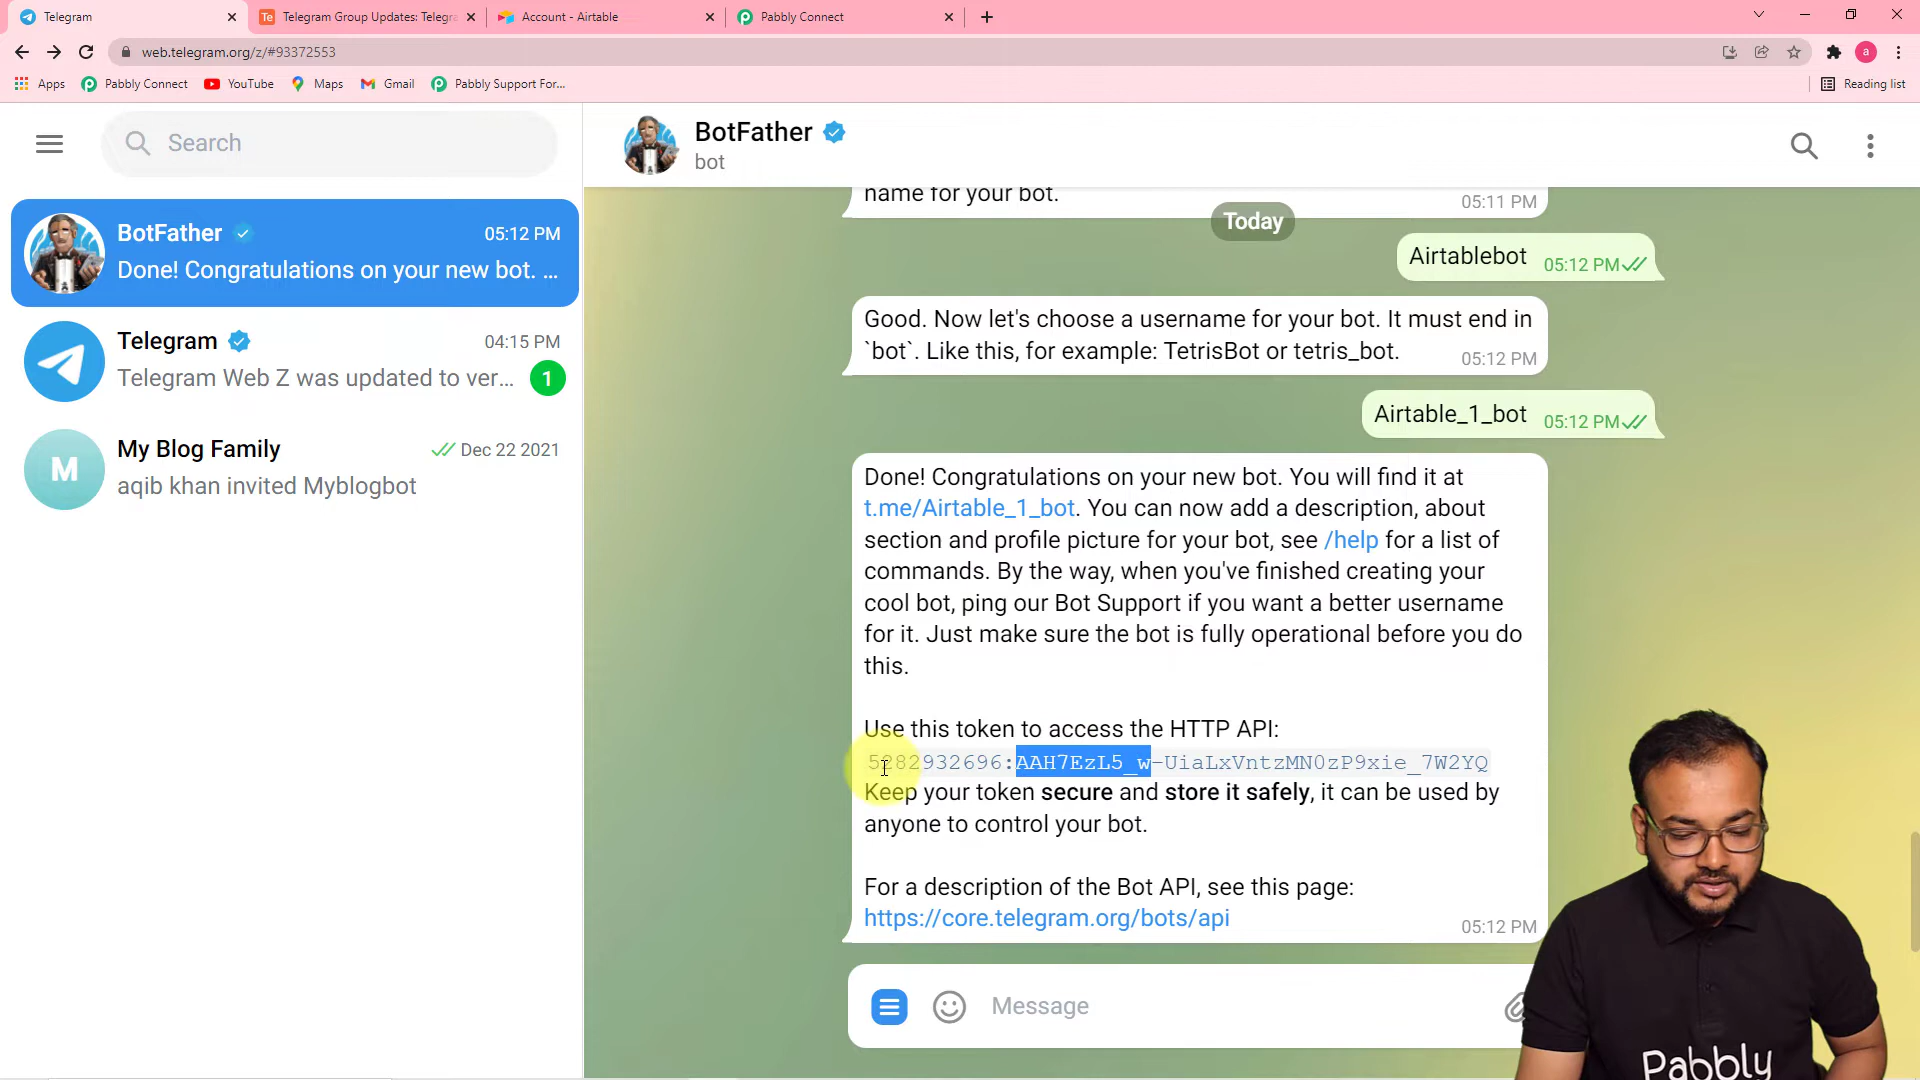 Telegram
Telegram Group Updates: Telegr
Account - Airtable
Pabbly Connect
web.telegram.org/z/#93372553
a
Apps
Pabbly Connect
YouTube
Maps
Gmail
Pabbly Support For...
Reading list
Search
BotFather
bot
BotFather
05:12 PM
Done! Congratulations on your new bot. ...
Telegram
04:15 PM
Telegram Web Z was updated to ver...
1
M
My Blog Family
Dec 22 2021
aqib khan invited Myblogbot
name for your bot.
05:11 PM
Today
Airtablebot
05:12 PM
Good. Now let's choose a username for your bot. It must end in
`bot`. Like this, for example: TetrisBot or tetris_bot.
05:12 PM
Airtable_1_bot
05:12 PM
Done! Congratulations on your new bot. You will find it at
t.me/Airtable_1_bot. You can now add a description, about
section and profile picture for your bot, see /help for a list of
commands. By the way, when you've finished creating your
cool bot, ping our Bot Support if you want a better username
for it. Just make sure the bot is fully operational before you do
this.
Use this token to access the HTTP API:
5282932696:AAH7EzL5_w-UiaLxVntzMN0zP9xie_7W2YQ
Keep your token secure and store it safely, it can be used by
anyone to control your bot.
For a description of the Bot API, see this page:
https://core.telegram.org/bots/api
05:12 PM
Message
Pabbly